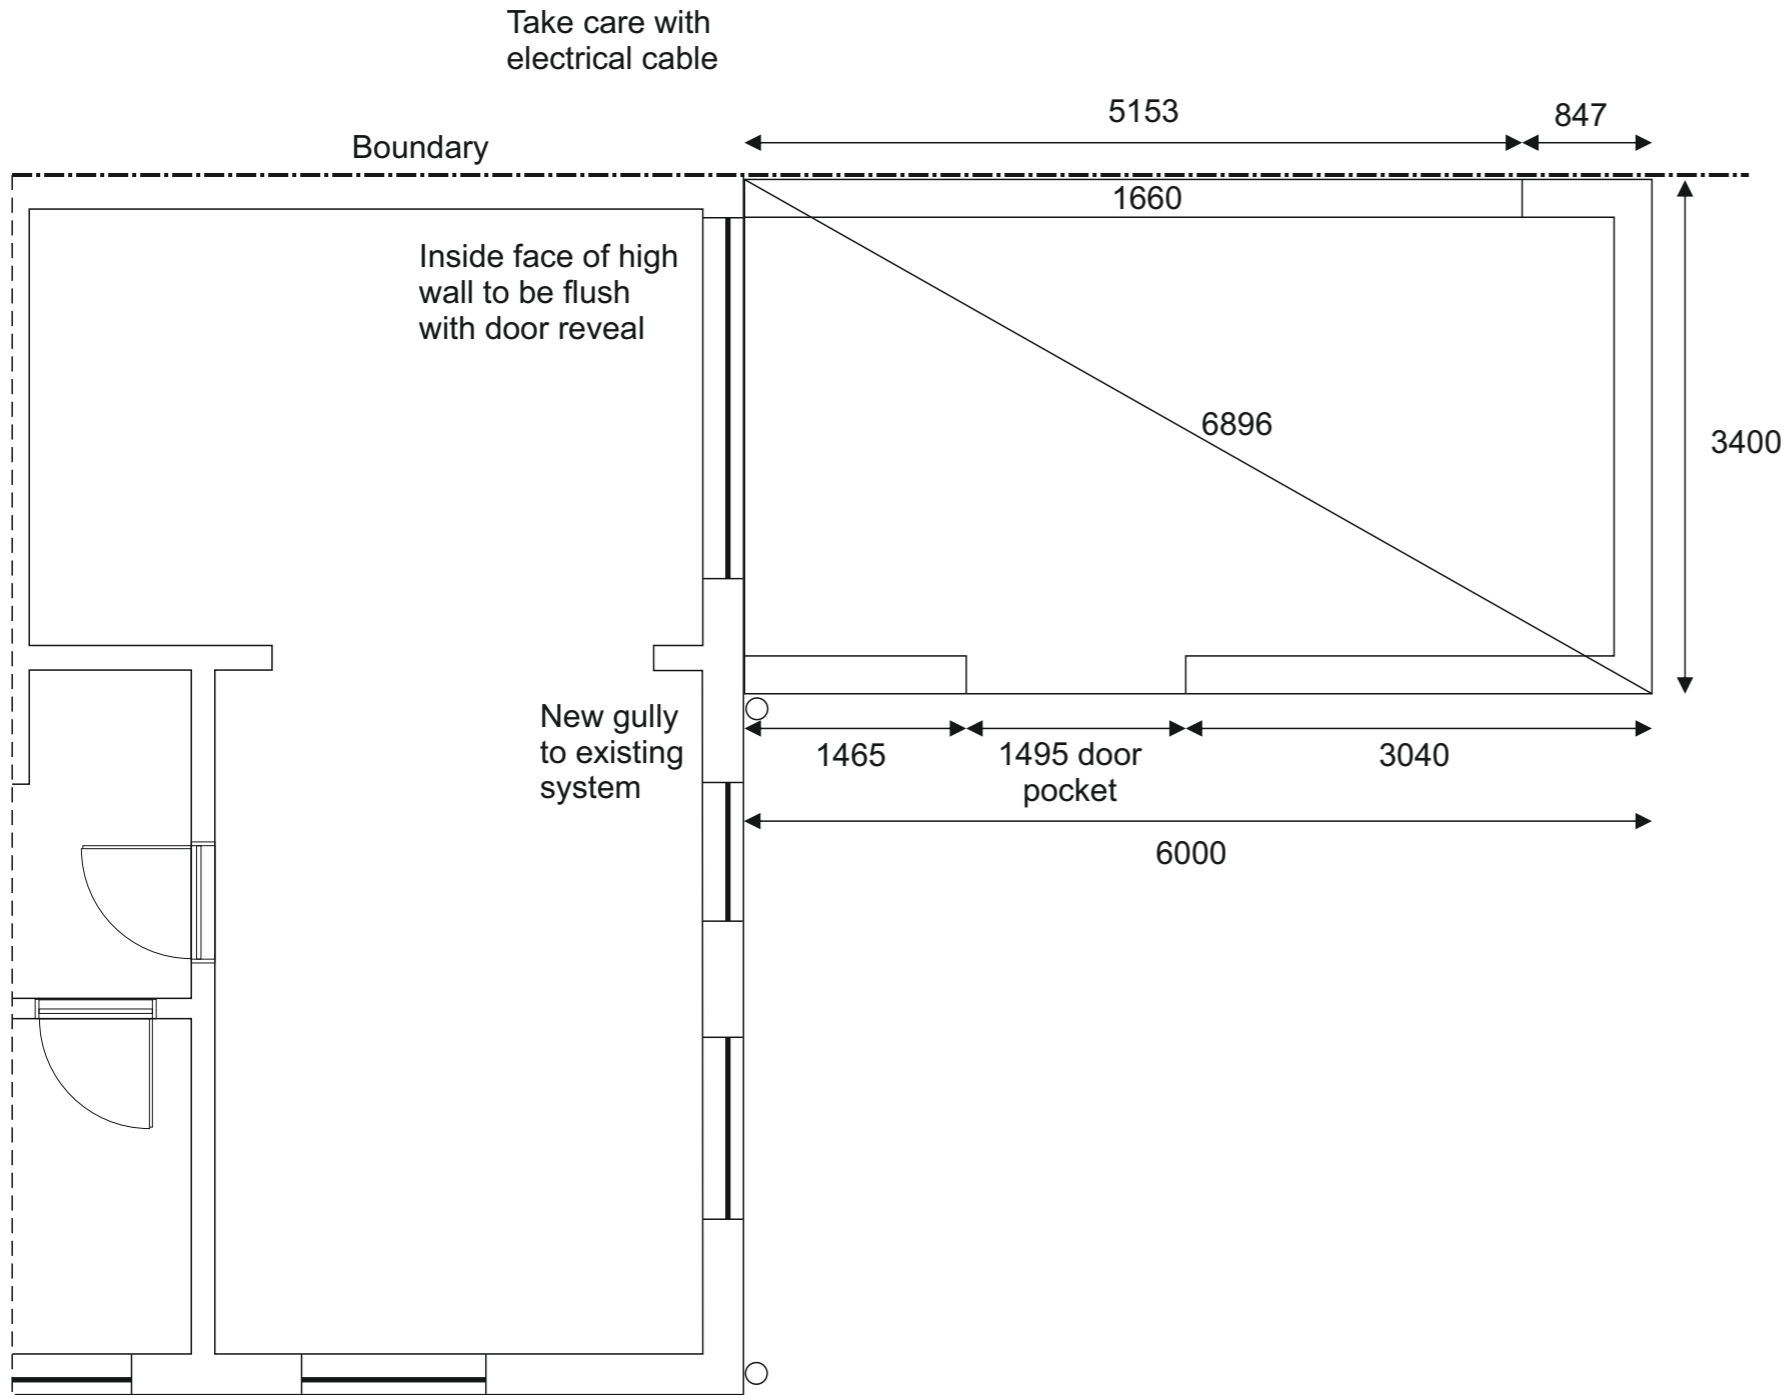 Take care with
electrical cable
5153
847
Boundary
1660
Inside face of high
wall to be flush
with door reveal
6896
3400
New gully
to existing
system
1465
1495 door
pocket
3040
6000